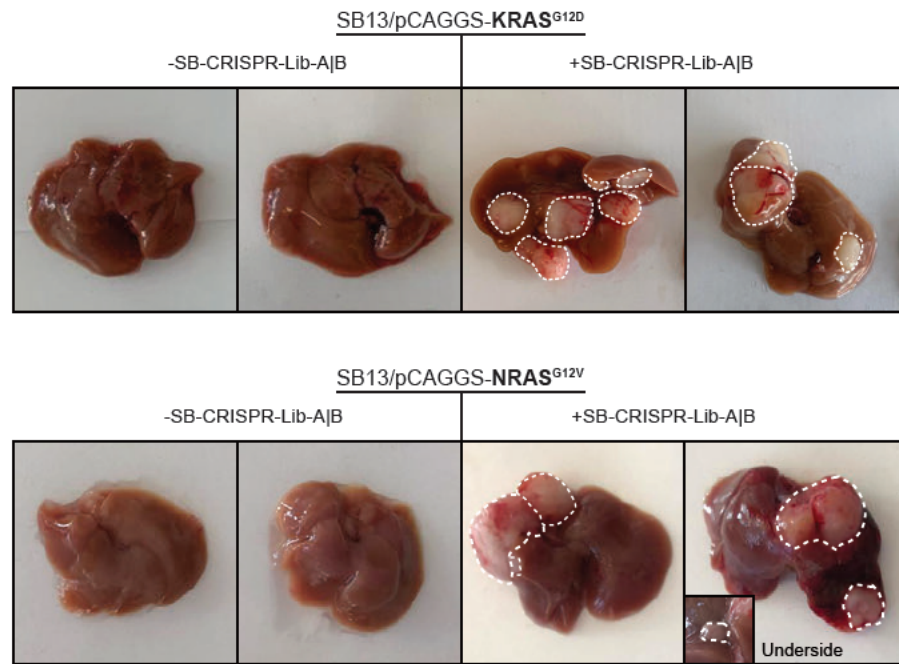 SB13/pCAGGS-KRASG12D
-SB-CRISPR-Lib-A|B
+SB-CRISPR-Lib-A|B
SB13/pCAGGS-NRASG12V
-SB-CRISPR-Lib-A|B
+SB-CRISPR-Lib-A|B
Underside